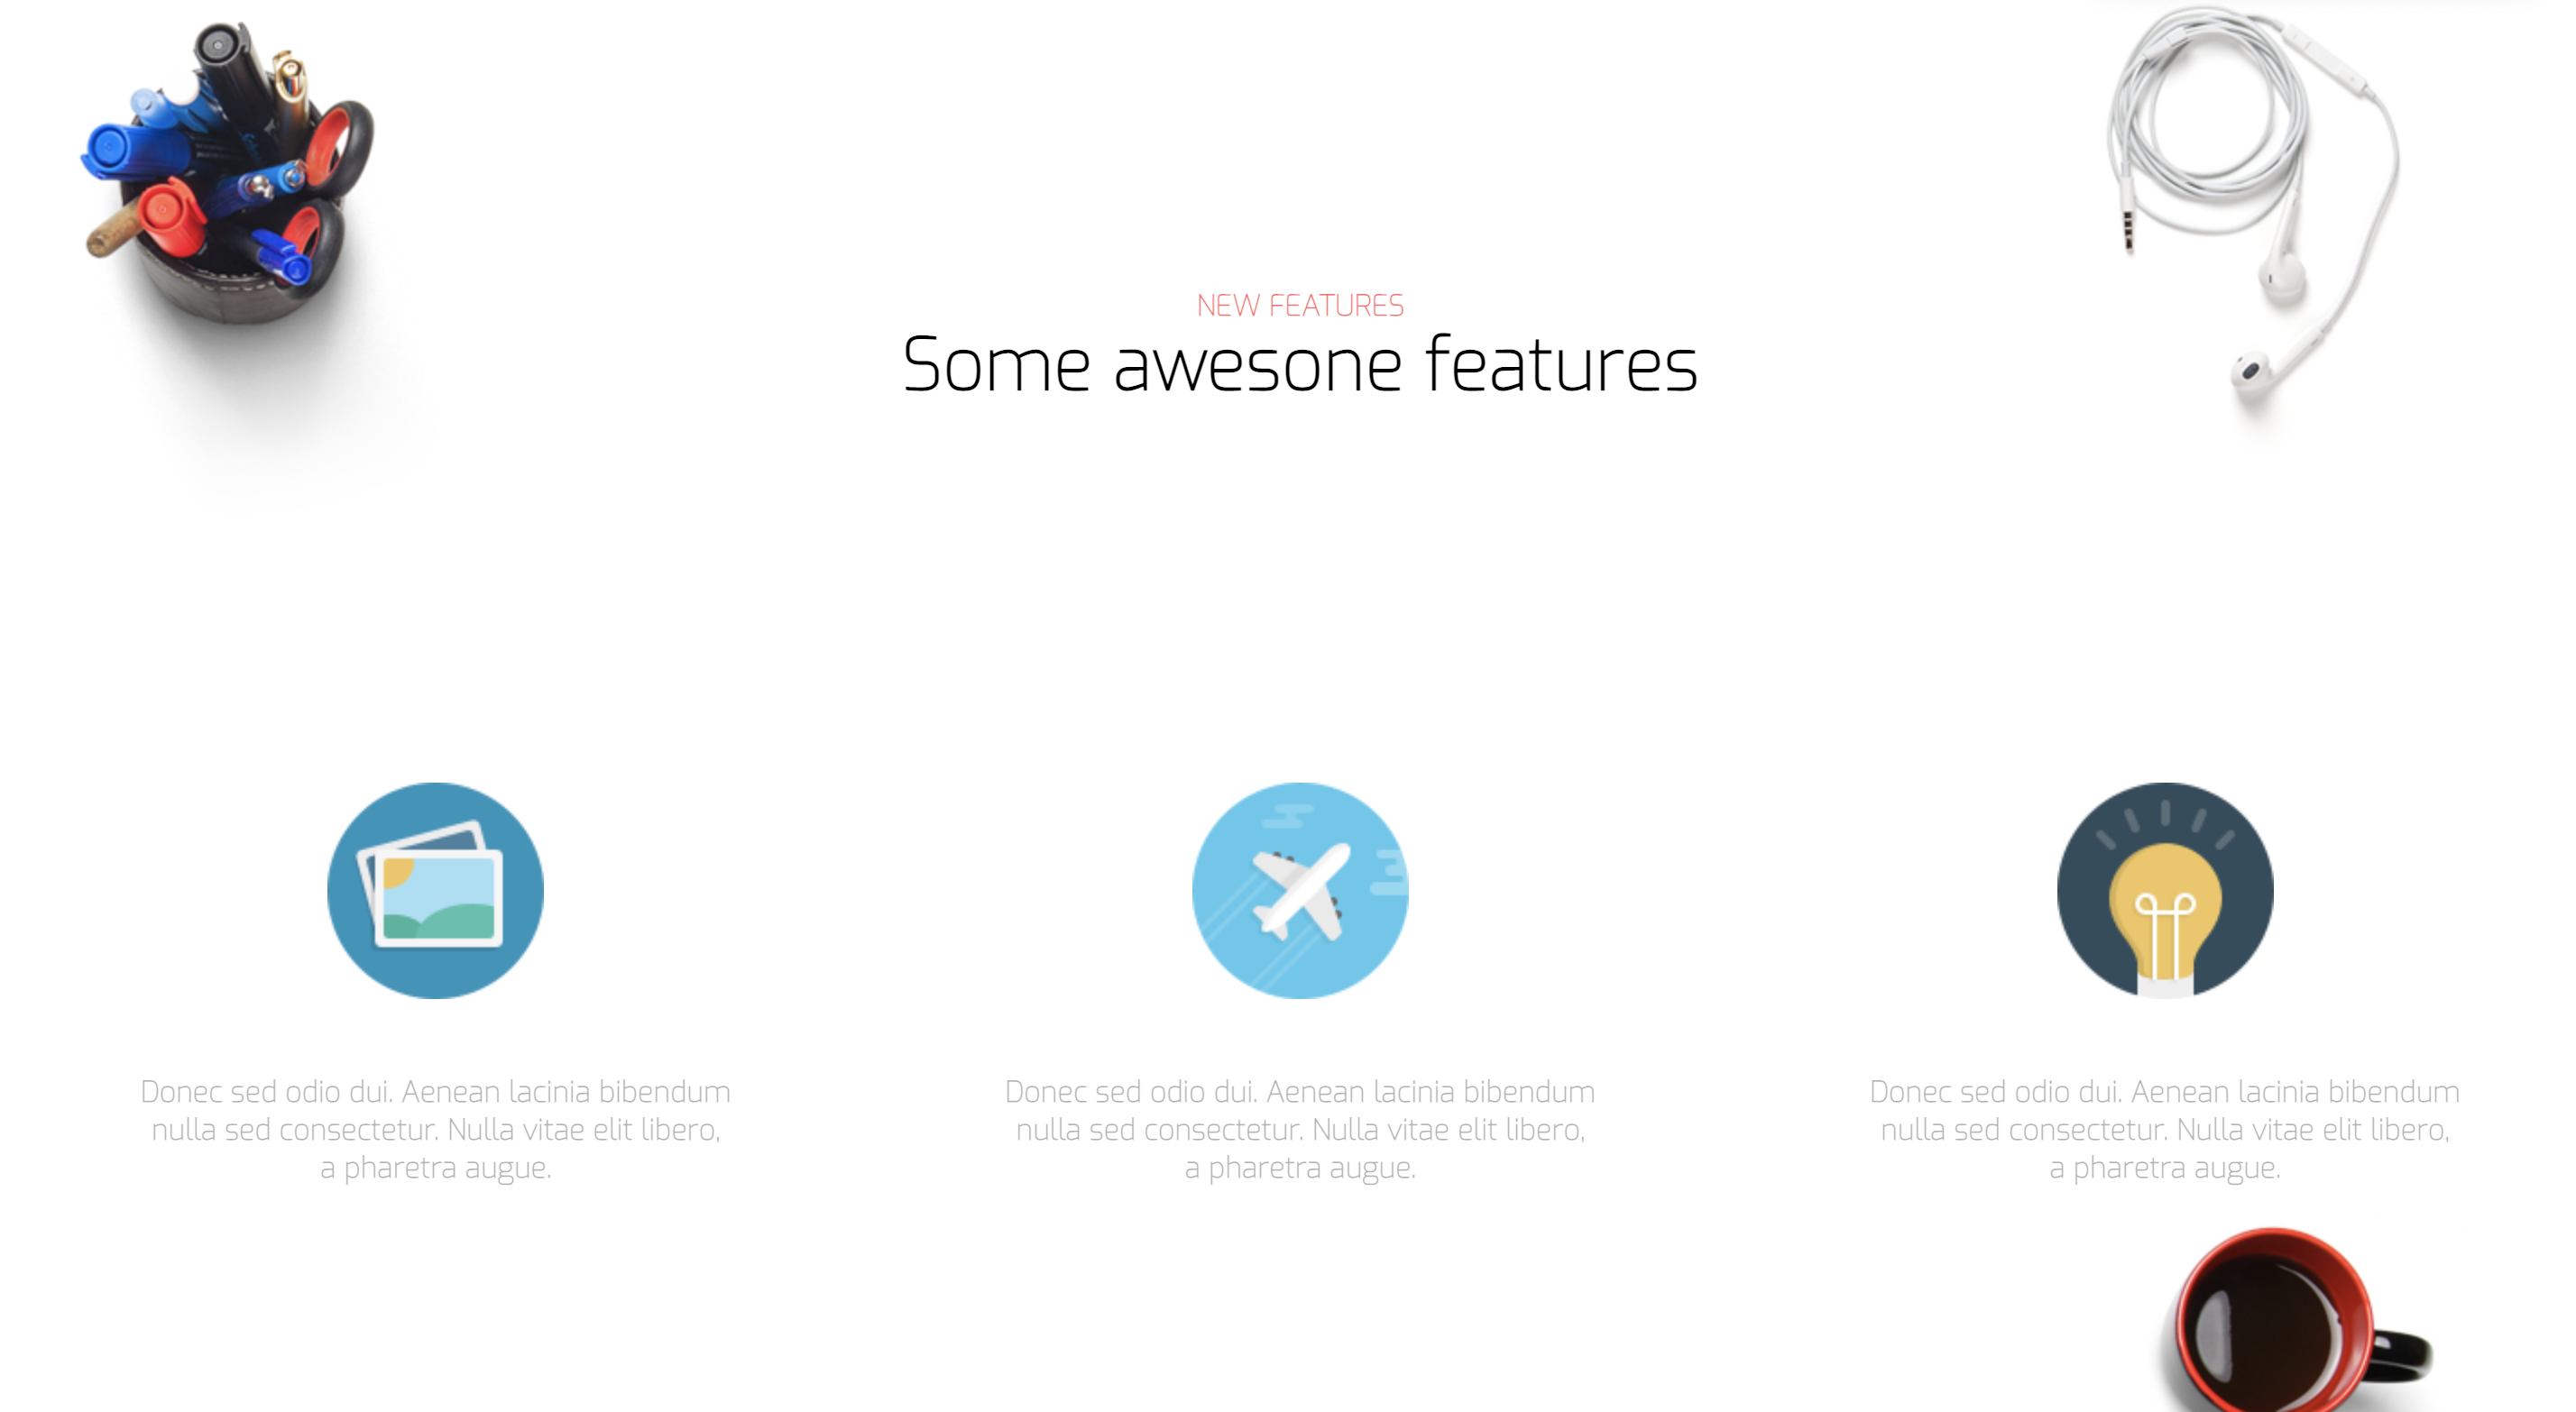 NEW FEATURES
Some awesone features
Donec sed odio dui. Aenean lacinia bibendum
nulla sed consectetur. Nulla vitae elit libero,
a pharetra augue.
Donec sed odio dui. Aenean lacinia bibendum
nulla sed consectetur. Nulla vitae elit libero,
a pharetra augue.
Donec sed odio dui. Aenean lacinia bibendum
nulla sed consectetur. Nulla vitae elit libero,
a pharetra augue.